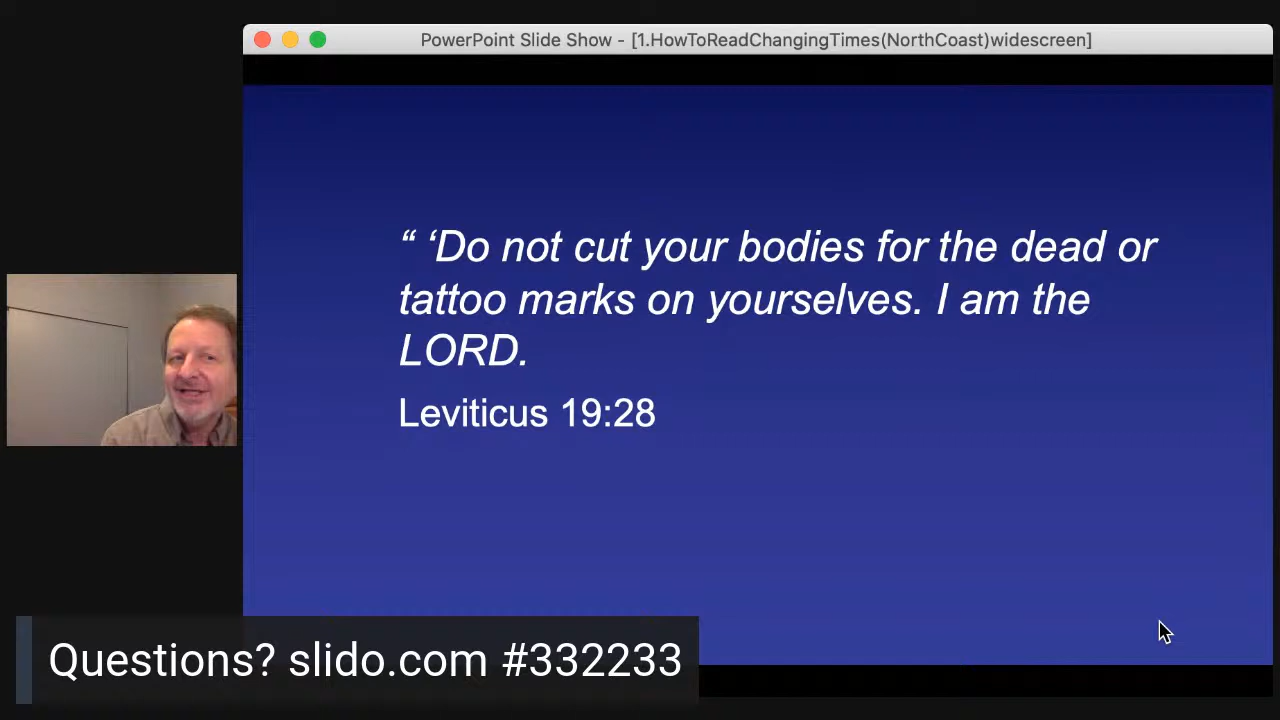 PowerPoint Slide Show - [1.HowToReadChangingTimes(NorthCoast)widescreen]
“ ‘Do not cut your bodies for the dead or
tattoo marks on yourselves. I am the
LORD.
Leviticus 19:28
Questions? slido.com #332233